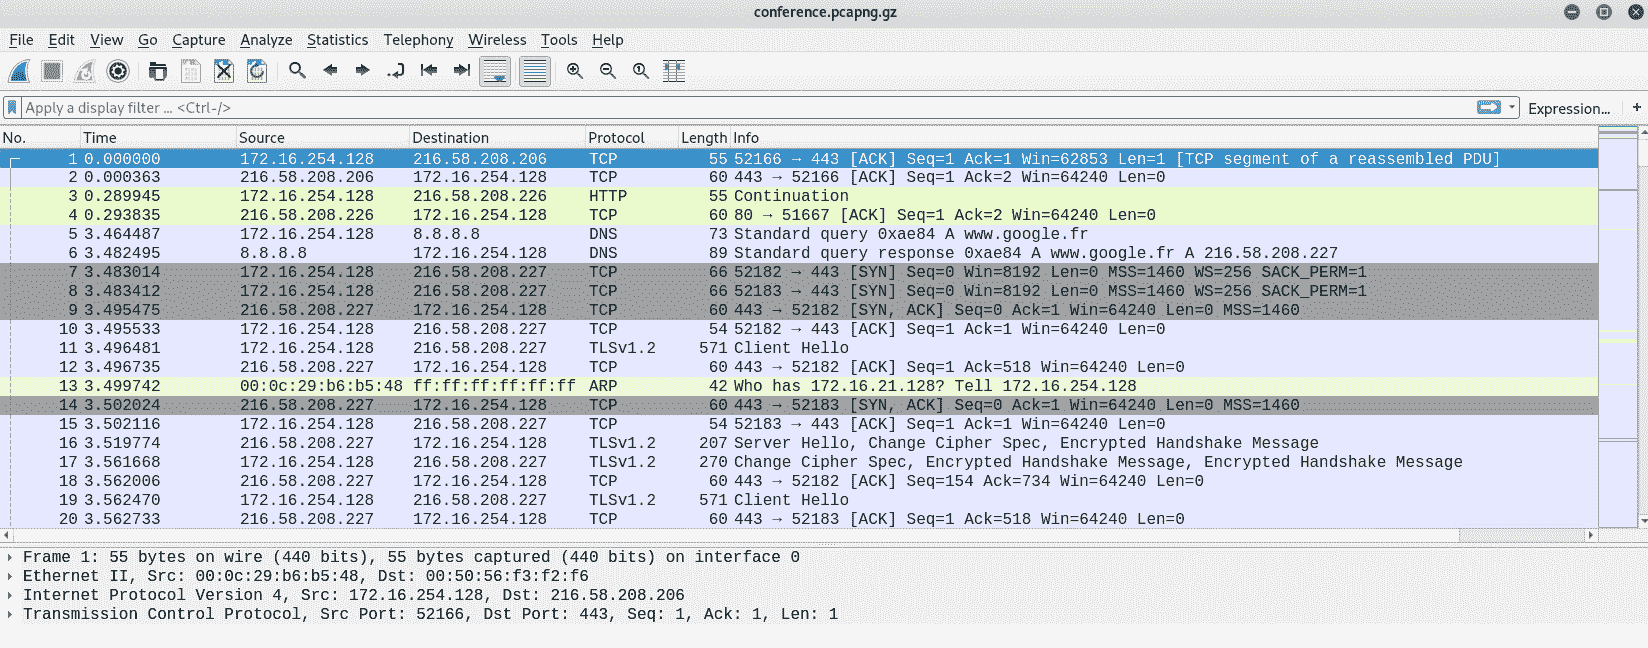 conference.pcapng.gz
File Edit View Go Capture Analyze Statistics Telephony Wireless Tools Help
Apply a display filter ... <Ctrl-/> Expression... +
No. Time Source Destination Protocol Length Info
1 0.000000 172.16.254.128 216.58.208.206 TCP 55 52166 → 443 [ACK] Seq=1 Ack=1 Win=62853 Len=1 [TCP segment of a reassembled PDU]
2 0.000363 216.58.208.206 172.16.254.128 TCP 60 443 → 52166 [ACK] Seq=1 Ack=2 Win=64240 Len=0
3 0.289945 172.16.254.128 216.58.208.226 HTTP 55 Continuation
4 0.293835 216.58.208.226 172.16.254.128 TCP 60 80 → 51667 [ACK] Seq=1 Ack=2 Win=64240 Len=0
5 3.464487 172.16.254.128 8.8.8.8 DNS 73 Standard query 0xae84 A www.google.fr
6 3.482495 8.8.8.8 172.16.254.128 DNS 89 Standard query response 0xae84 A www.google.fr A 216.58.208.227
7 3.483014 172.16.254.128 216.58.208.227 TCP 66 52182 → 443 [SYN] Seq=0 Win=8192 Len=0 MSS=1460 WS=256 SACK_PERM=1
8 3.483412 172.16.254.128 216.58.208.227 TCP 66 52183 → 443 [SYN] Seq=0 Win=8192 Len=0 MSS=1460 WS=256 SACK_PERM=1
9 3.495475 216.58.208.227 172.16.254.128 TCP 60 443 → 52182 [SYN, ACK] Seq=0 Ack=1 Win=64240 Len=0 MSS=1460
10 3.495533 172.16.254.128 216.58.208.227 TCP 54 52182 → 443 [ACK] Seq=1 Ack=1 Win=64240 Len=0
11 3.496481 172.16.254.128 216.58.208.227 TLSv1.2 571 Client Hello
12 3.496735 216.58.208.227 172.16.254.128 TCP 60 443 → 52182 [ACK] Seq=1 Ack=518 Win=64240 Len=0
13 3.499742 00:0c:29:b6:b5:48 ff:ff:ff:ff:ff:ff ARP 42 Who has 172.16.21.128? Tell 172.16.254.128
14 3.502024 216.58.208.227 172.16.254.128 TCP 60 443 → 52183 [SYN, ACK] Seq=0 Ack=1 Win=64240 Len=0 MSS=1460
15 3.502116 172.16.254.128 216.58.208.227 TCP 54 52183 → 443 [ACK] Seq=1 Ack=1 Win=64240 Len=0
16 3.519774 216.58.208.227 172.16.254.128 TLSv1.2 207 Server Hello, Change Cipher Spec, Encrypted Handshake Message
17 3.561668 172.16.254.128 216.58.208.227 TLSv1.2 270 Change Cipher Spec, Encrypted Handshake Message, Encrypted Handshake Message
18 3.562006 216.58.208.227 172.16.254.128 TCP 60 443 → 52182 [ACK] Seq=154 Ack=734 Win=64240 Len=0
19 3.562470 172.16.254.128 216.58.208.227 TLSv1.2 571 Client Hello
20 3.562733 216.58.208.227 172.16.254.128 TCP 60 443 → 52183 [ACK] Seq=1 Ack=518 Win=64240 Len=0
Frame 1: 55 bytes on wire (440 bits), 55 bytes captured (440 bits) on interface 0
Ethernet II, Src: 00:0c:29:b6:b5:48, Dst: 00:50:56:f3:f2:f6
Internet Protocol Version 4, Src: 172.16.254.128, Dst: 216.58.208.206
Transmission Control Protocol, Src Port: 52166, Dst Port: 443, Seq: 1, Ack: 1, Len: 1